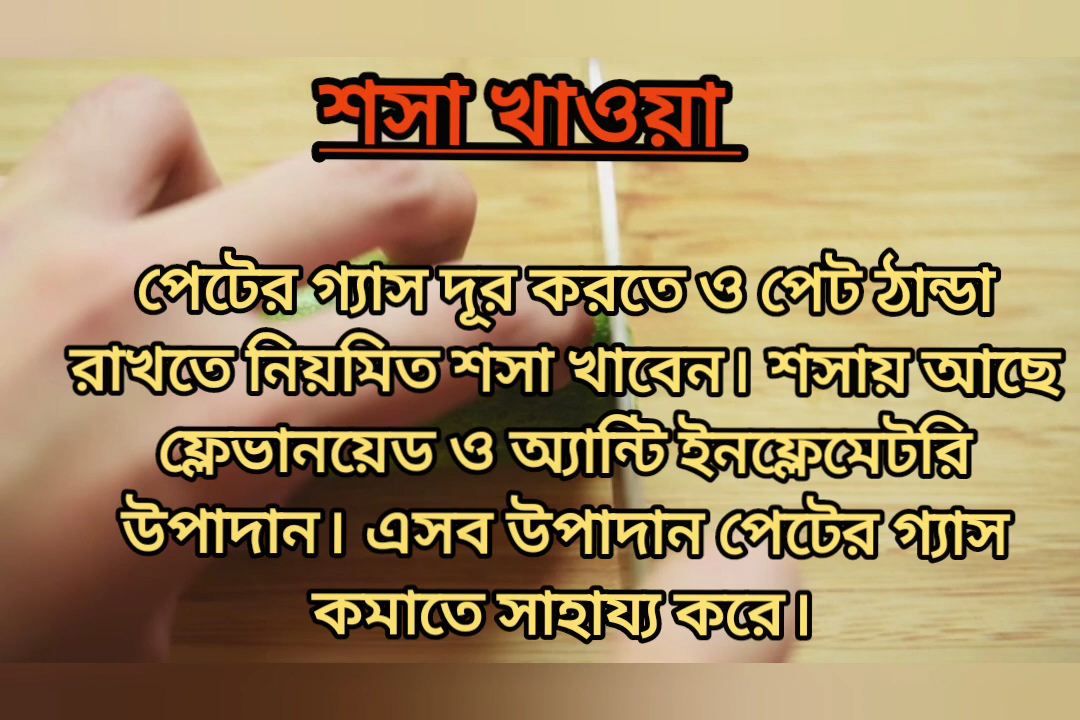 শসা খাওয়া
পেটের গ্যাস দূর করতে ও পেট ঠান্ডা
রাখতে নিয়মিত শসা খাবেন। শসায় আছে
ফ্লেভানয়েড ও অ্যান্টি ইনফ্লেমেটরি
উপাদান। এসব উপাদান পেটের গ্যাস
কমাতে সাহায্য করে।